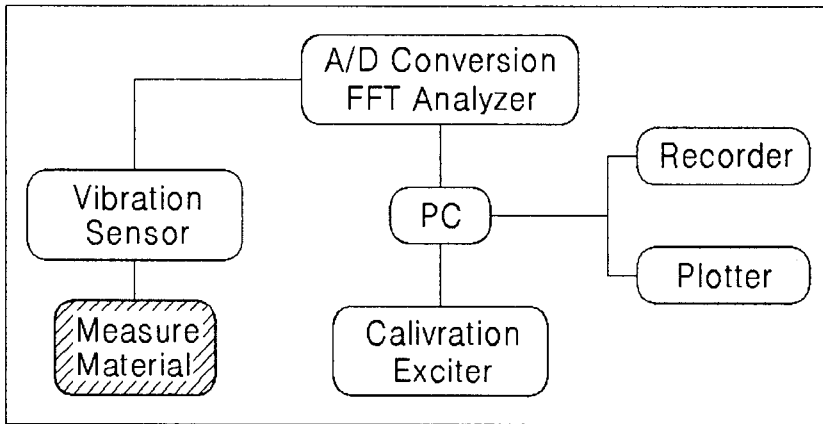 A/D Conversion
FFT Analyzer
Vibration
Sensor
Measure
Material
PC
Calivration
Exciter
Recorder
Plotter